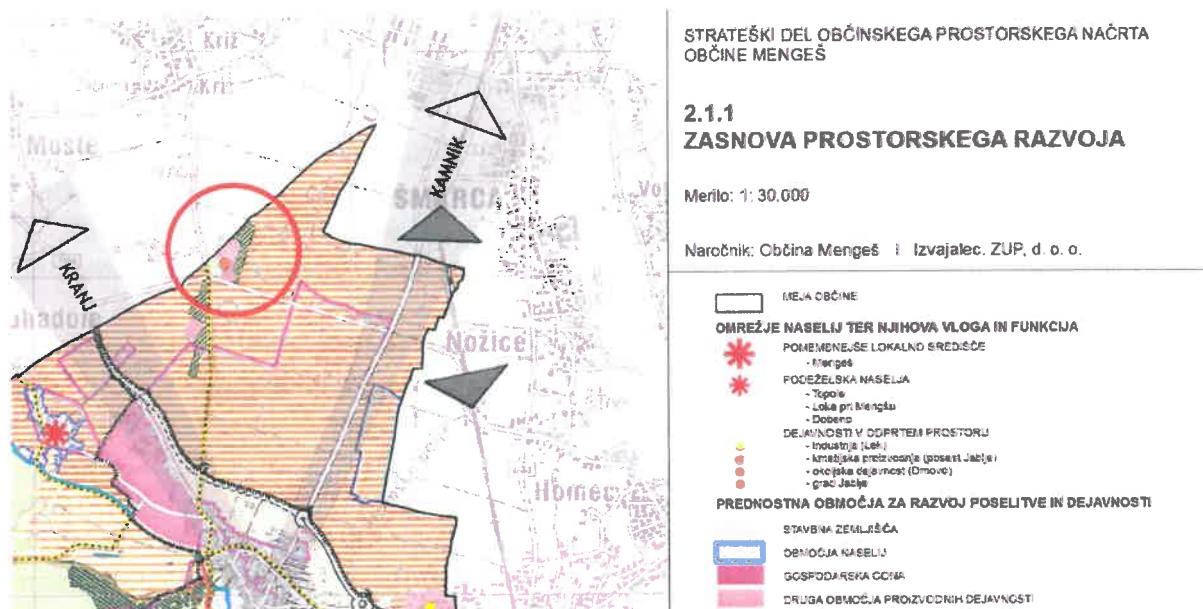 Križ
Križ
Moste
KAMNIK
ŠMARCA
KRANJ
Nožice
Homec
STRATEŠKI DEL OBČINSKEGA PROSTORSKEGA NAČRTA
OBČINE MENGEŠ
2.1.1
ZASNOVA PROSTORSKEGA RAZVOJA
Merilo: 1: 30.000
Naročnik: Občina Mengeš | Izvajalec: ZUP, d. o. o.
MEJA OBČINE
OMREŽJE NASELIJ TER NJIHOVA VLOGA IN FUNKCIJA
POMEMBNEJŠE LOKALNO SREDIŠČE
- Mengeš
PODEŽELSKA NASELJA
- Topole
- Loka pri Mengšu
- Dobeno
DEJAVNOSTI V ODPRTEM PROSTORU
- industrija (Lek)
- kmetijska proizvodnja (posest Jablje)
- okoljska dejavnost (Drnovo)
- grad Jablje
PREDNOSTNA OBMOČJA ZA RAZVOJ POSELITVE IN DEJAVNOSTI
STAVBNA ZEMLJIŠČA
OBMOČJA NASELIJ
GOSPODARSKA CONA
DRUGA OBMOČJA PROIZVODNIH DEJAVNOSTI